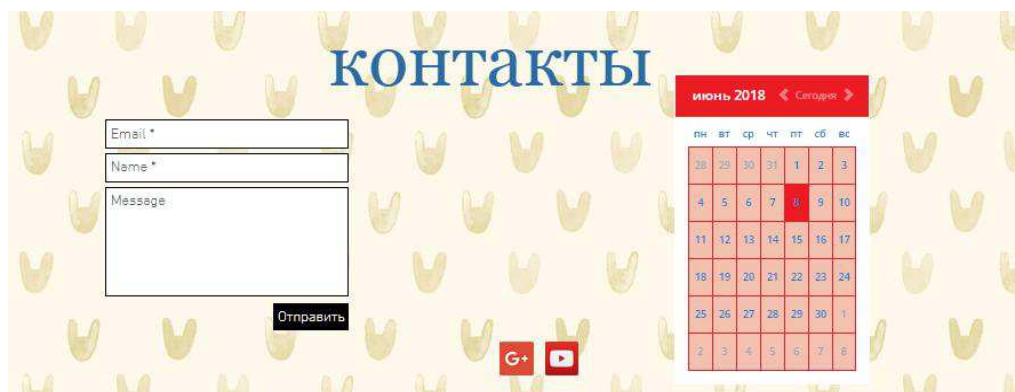 контакты
Email *
Name *
Message
Отправить
G+
июнь 2018 Сегодня
пн вт ср чт пт сб вс
28 29 30 31 1 2 3
4 5 6 7 8 9 10
11 12 13 14 15 16 17
18 19 20 21 22 23 24
25 26 27 28 29 30 1
2 3 4 5 6 7 8